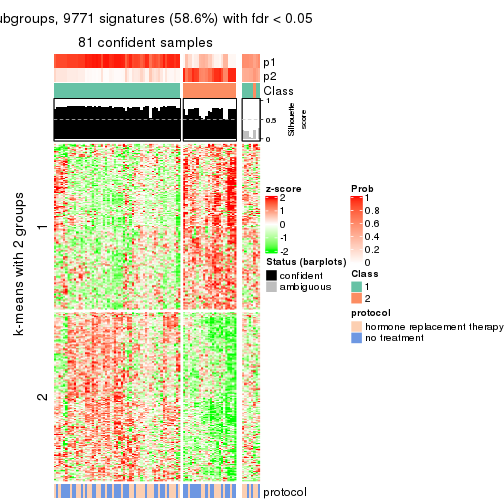 ubgroups, 9771 signatures (58.6%) with fdr < 0.05
81 confident samples
p1
p2
Class
1
0.5
0
Silhouette
score
k-means with 2 groups
1
2
z-score
2
1
0
-1
-2
Status (barplots)
confident
ambiguous
Prob
1
0.8
0.6
0.4
0.2
0
Class
1
2
protocol
hormone replacement therapy
no treatment
protocol